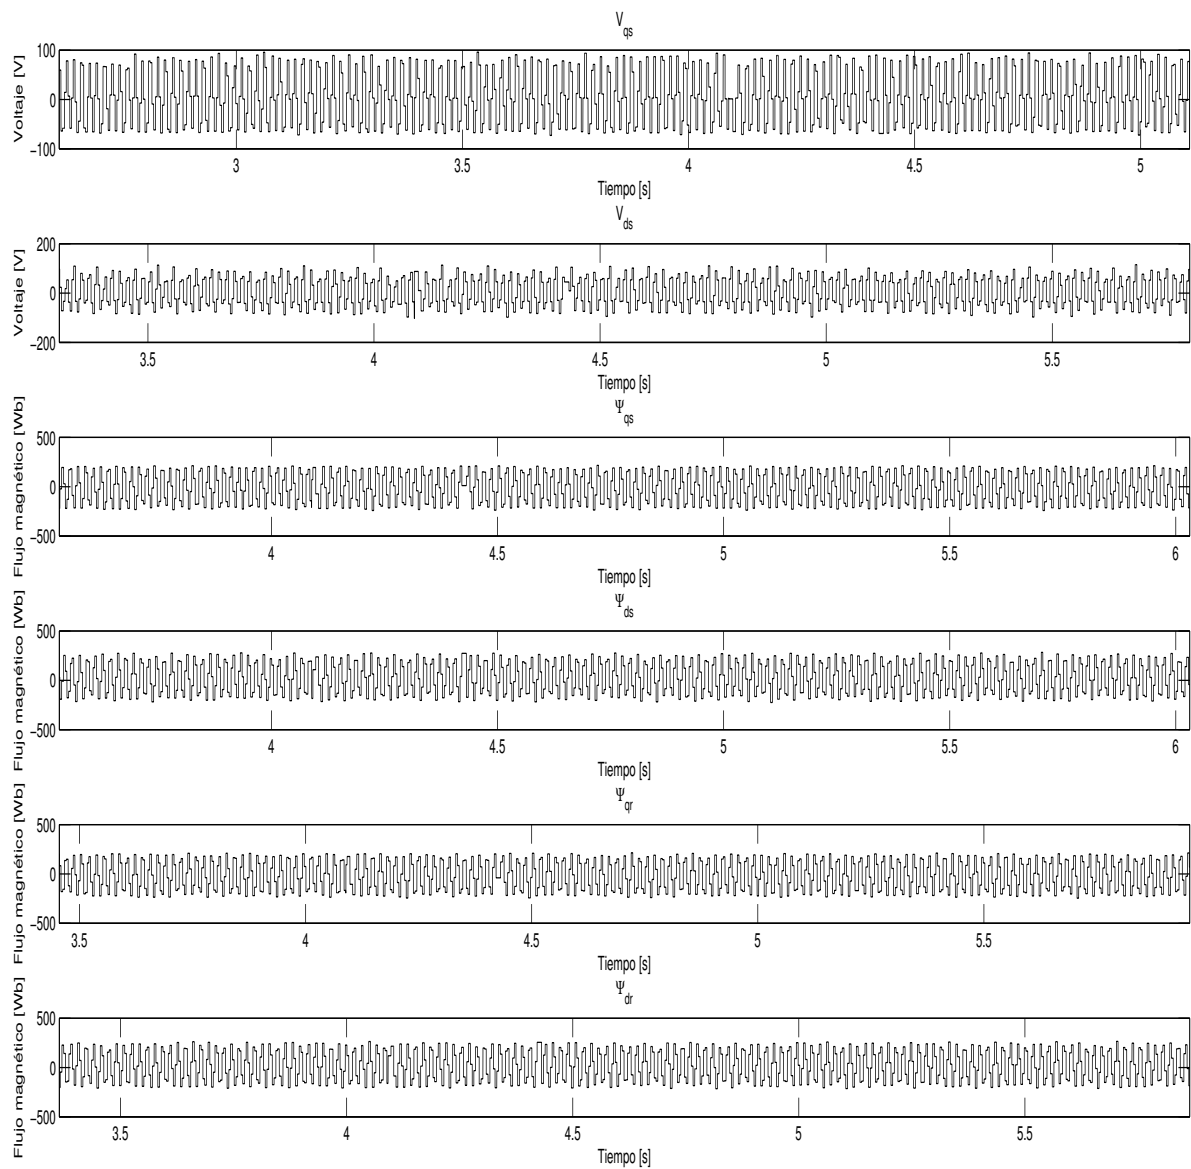 V_qs
Voltaje [V]
100
0
−100
3 3.5 4 4.5 5
Tiempo [s]
V_ds
Voltaje [V]
200
0
−200
3.5 4 4.5 5 5.5
Tiempo [s]
Ψ_qs
Flujo magnético [Wb]
500
0
−500
4 4.5 5 5.5 6
Tiempo [s]
Ψ_ds
Flujo magnético [Wb]
500
0
−500
4 4.5 5 5.5 6
Tiempo [s]
Ψ_qr
Flujo magnético [Wb]
500
0
−500
3.5 4 4.5 5 5.5
Tiempo [s]
Ψ_dr
Flujo magnético [Wb]
500
0
−500
3.5 4 4.5 5 5.5
Tiempo [s]